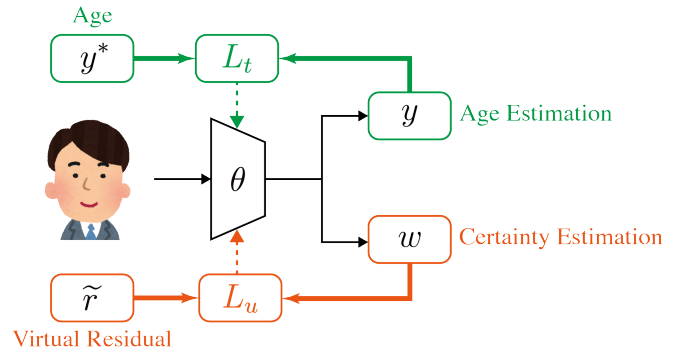 Age
y* L_t
y Age Estimation
θ
w Certainty Estimation
r̃ L_u
Virtual Residual